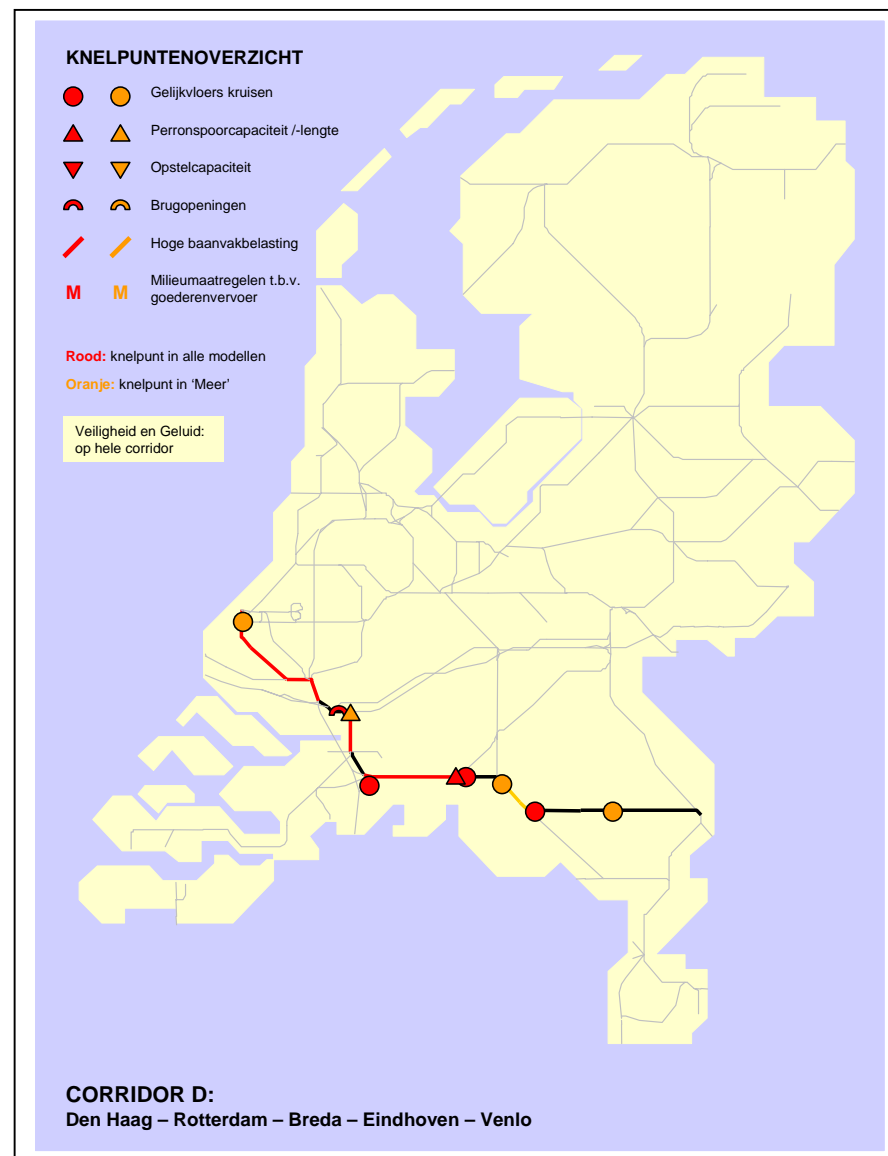 KNELPUNTENOVERZICHT
Gelijkvloers kruisen
Perronspoorcapaciteit /-lengte
Opstelcapaciteit
Brugopeningen
Hoge baanvakbelasting
M M Milieumaatregelen t.b.v.
goederenvervoer
Rood: knelpunt in alle modellen
Oranje: knelpunt in ‘Meer’
Veiligheid en Geluid:
op hele corridor
CORRIDOR D:
Den Haag – Rotterdam – Breda – Eindhoven – Venlo